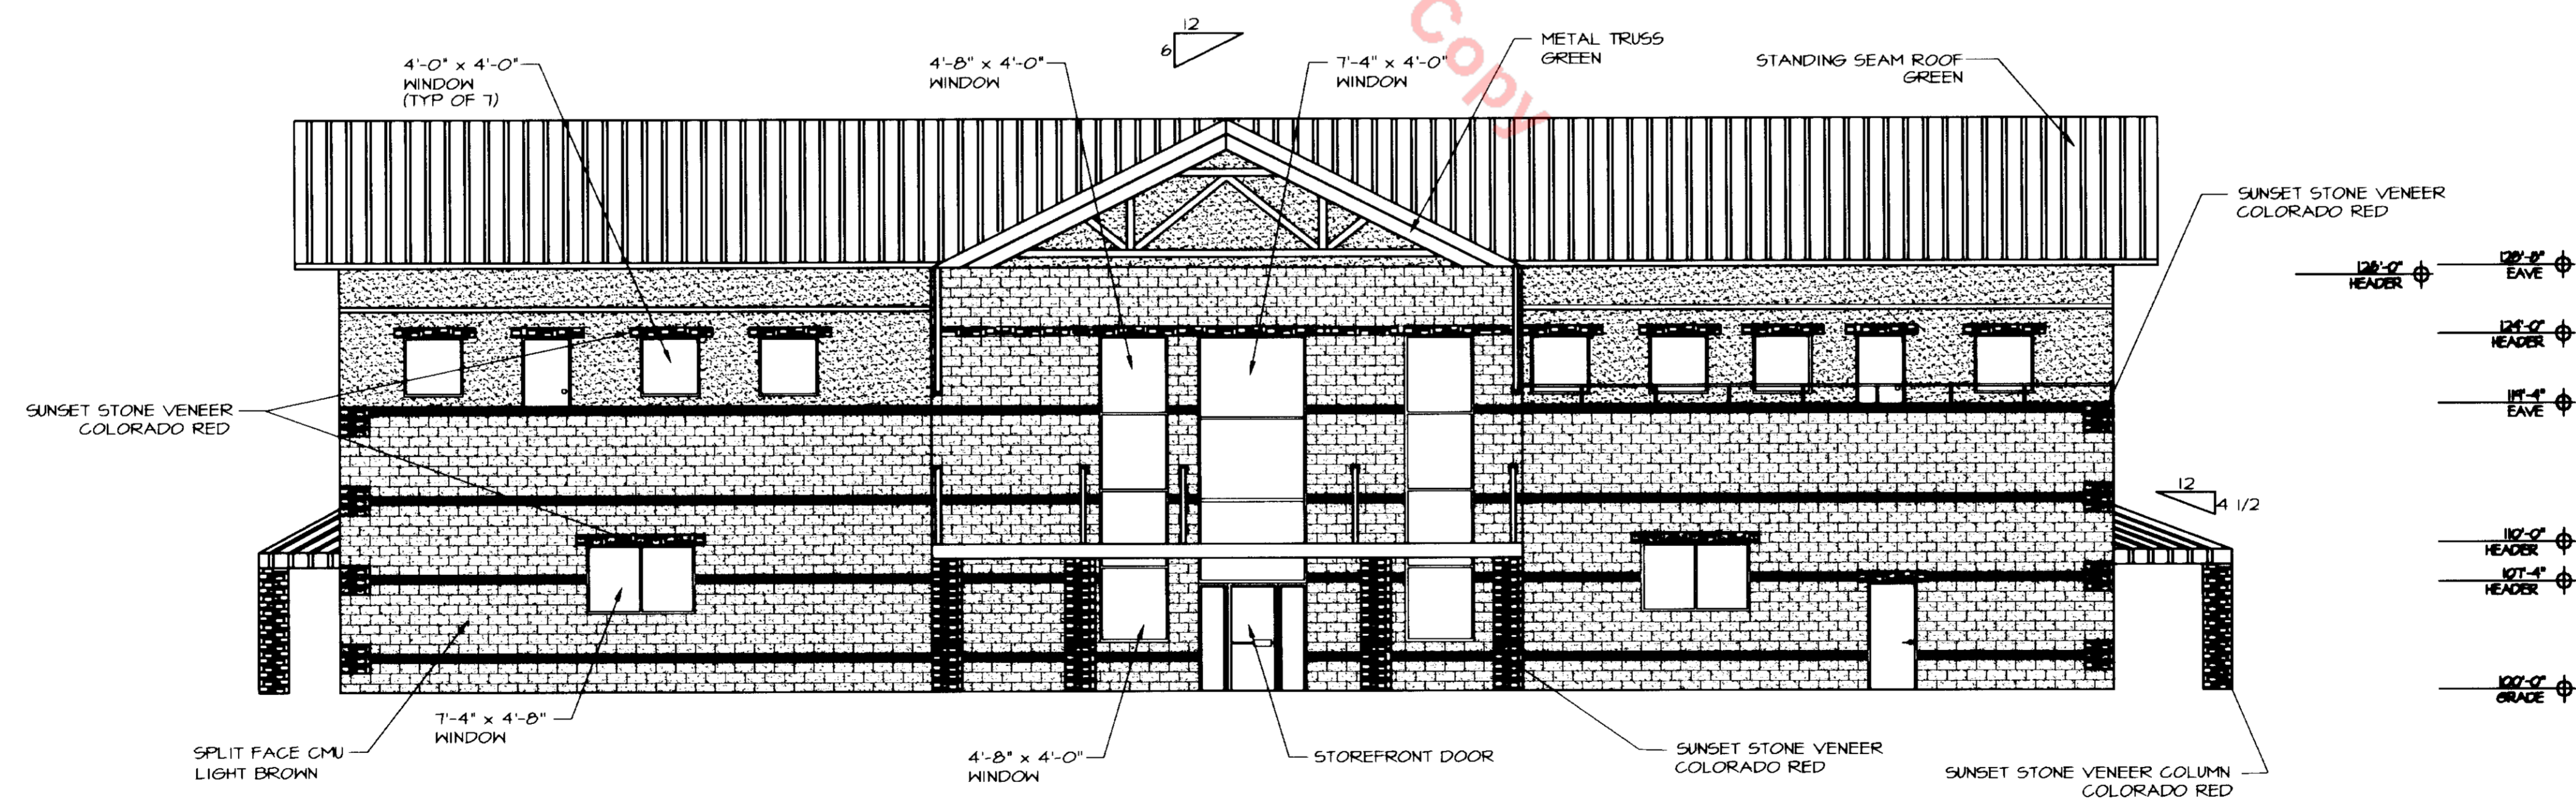 12
6
Copy
4'-0" x 4'-0"
WINDOW
(TYP OF 7)
4'-8" x 4'-0"
WINDOW
7'-4" x 4'-0"
WINDOW
METAL TRUSS
GREEN
STANDING SEAM ROOF
GREEN
SUNSET STONE VENEER
COLORADO RED
128'-8"
EAVE
128'-0"
HEADER
124'-0"
HEADER
119'-4"
EAVE
SUNSET STONE VENEER
COLORADO RED
12
4 1/2
110'-0"
HEADER
107'-4"
HEADER
100'-0"
GRADE
7'-4" x 4'-8"
WINDOW
SPLIT FACE CMU
LIGHT BROWN
4'-8" x 4'-0"
WINDOW
STOREFRONT DOOR
SUNSET STONE VENEER
COLORADO RED
SUNSET STONE VENEER COLUMN
COLORADO RED